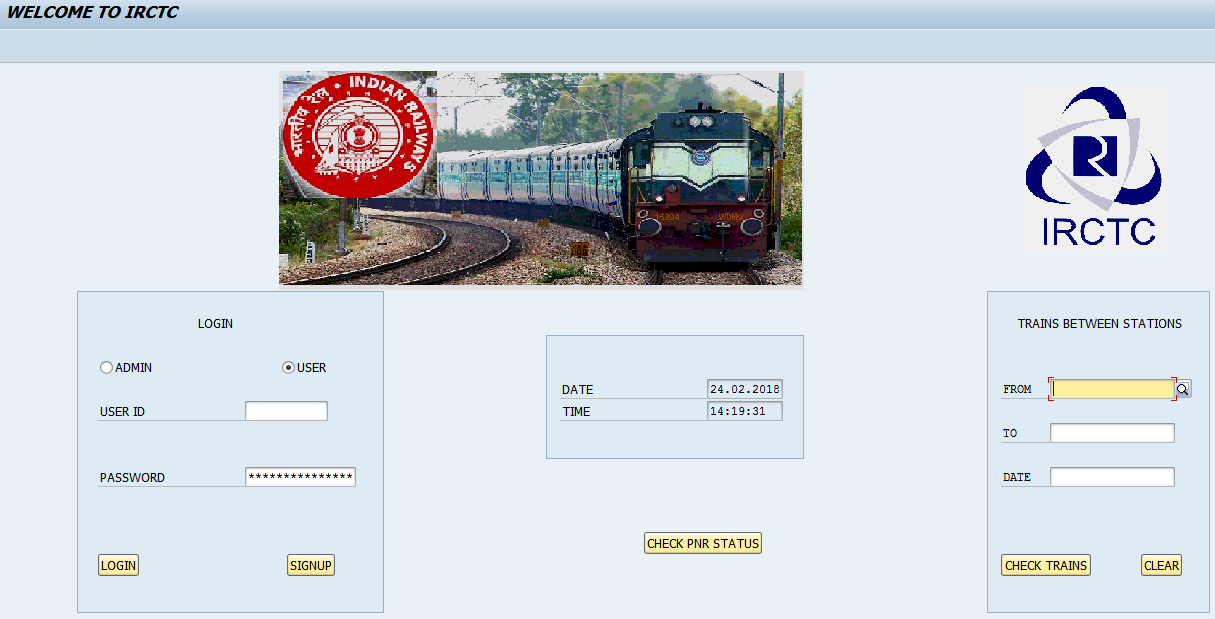 WELCOME TO IRCTC
भारतीय रेल • INDIAN RAILWAYS
IRCTC
LOGIN
ADMIN
USER
USER ID
PASSWORD
***************
LOGIN
SIGNUP
DATE 24.02.2018
TIME 14:19:31
CHECK PNR STATUS
TRAINS BETWEEN STATIONS
FROM
TO
DATE
CHECK TRAINS
CLEAR